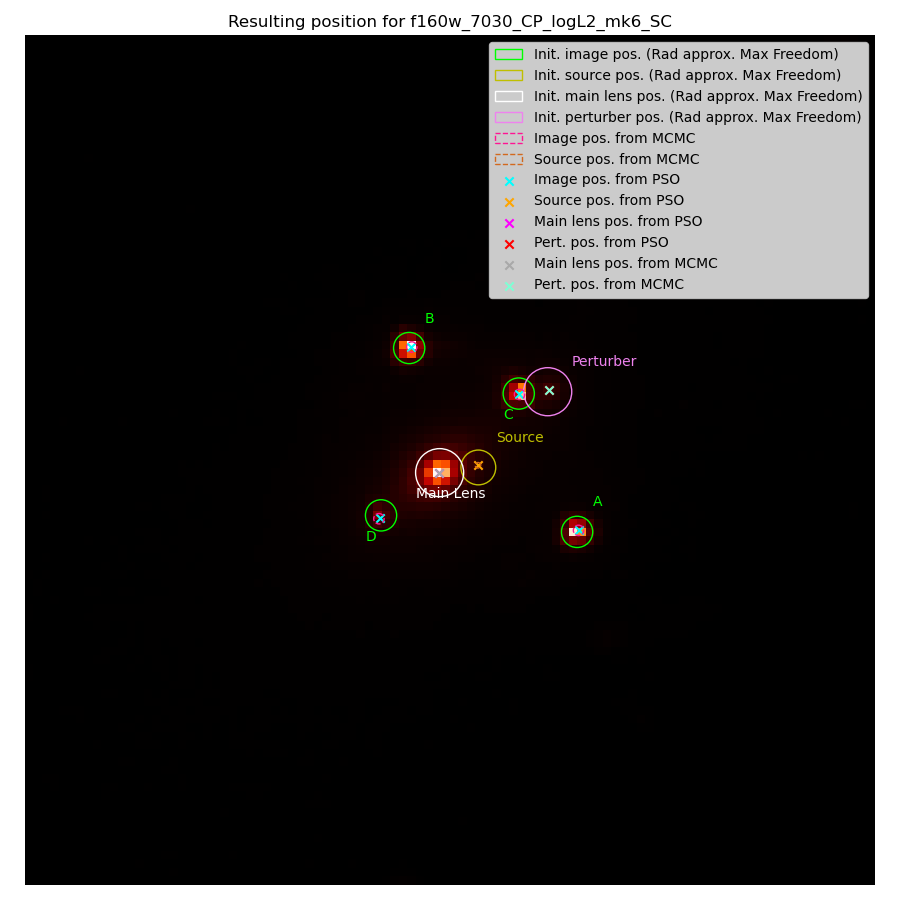 Resulting position for f160w_7030_CP_logL2_mk6_SC
Init. image pos. (Rad approx. Max Freedom)
Init. source pos. (Rad approx. Max Freedom)
Init. main lens pos. (Rad approx. Max Freedom)
Init. perturber pos. (Rad approx. Max Freedom)
Image pos. from MCMC
Source pos. from MCMC
Image pos. from PSO
Source pos. from PSO
Main lens pos. from PSO
Pert. pos. from PSO
Main lens pos. from MCMC
Pert. pos. from MCMC
B
Perturber
C
Source
Main Lens
A
D